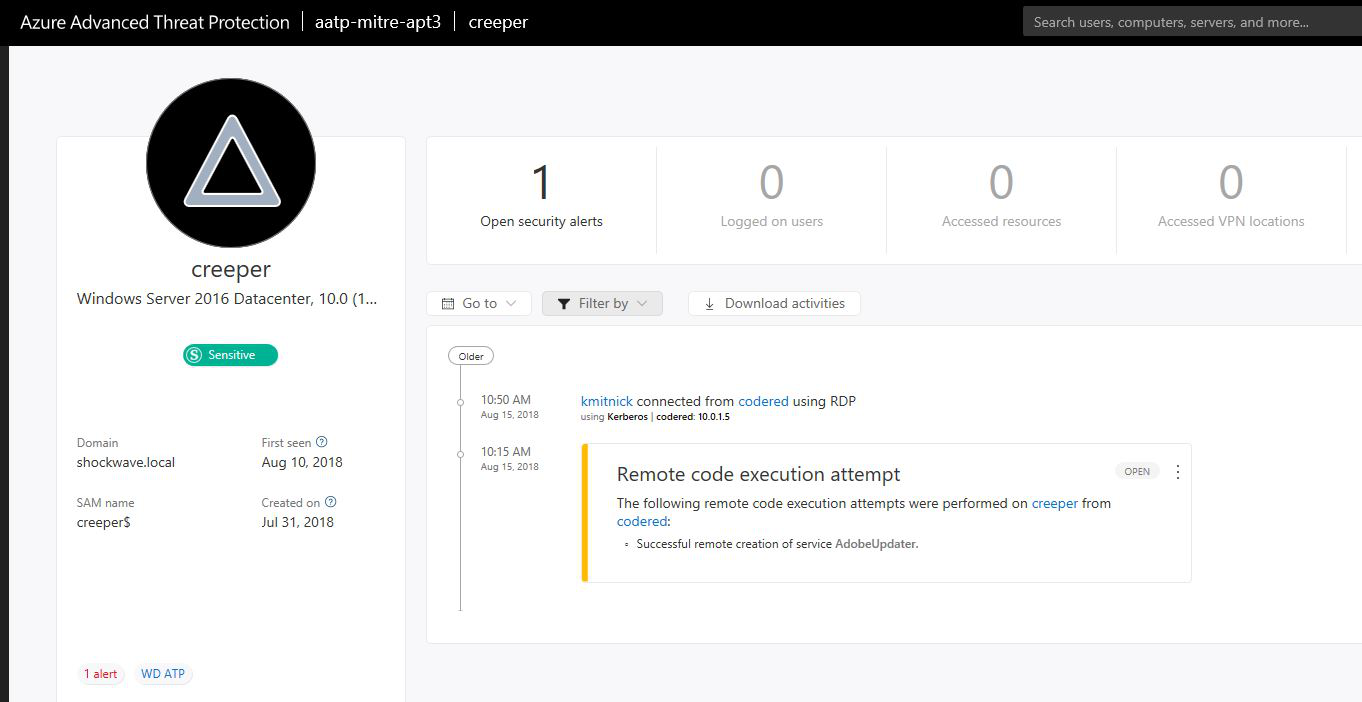 Azure Advanced Threat Protection | aatp-mitre-apt3 | creeper
Search users, computers, servers, and more...
creeper
Windows Server 2016 Datacenter, 10.0 (1...
S Sensitive
Domain
shockwave.local
First seen ?
Aug 10, 2018
SAM name
creeper$
Created on ?
Jul 31, 2018
1 alert
WD ATP
1
Open security alerts
0
Logged on users
0
Accessed resources
0
Accessed VPN locations
Go to
Filter by
Download activities
Older
10:50 AM
Aug 15, 2018
kmitnick connected from codered using RDP
using Kerberos | codered: 10.0.1.5
10:15 AM
Aug 15, 2018
Remote code execution attempt
OPEN
The following remote code execution attempts were performed on creeper from
codered:
Successful remote creation of service AdobeUpdater.